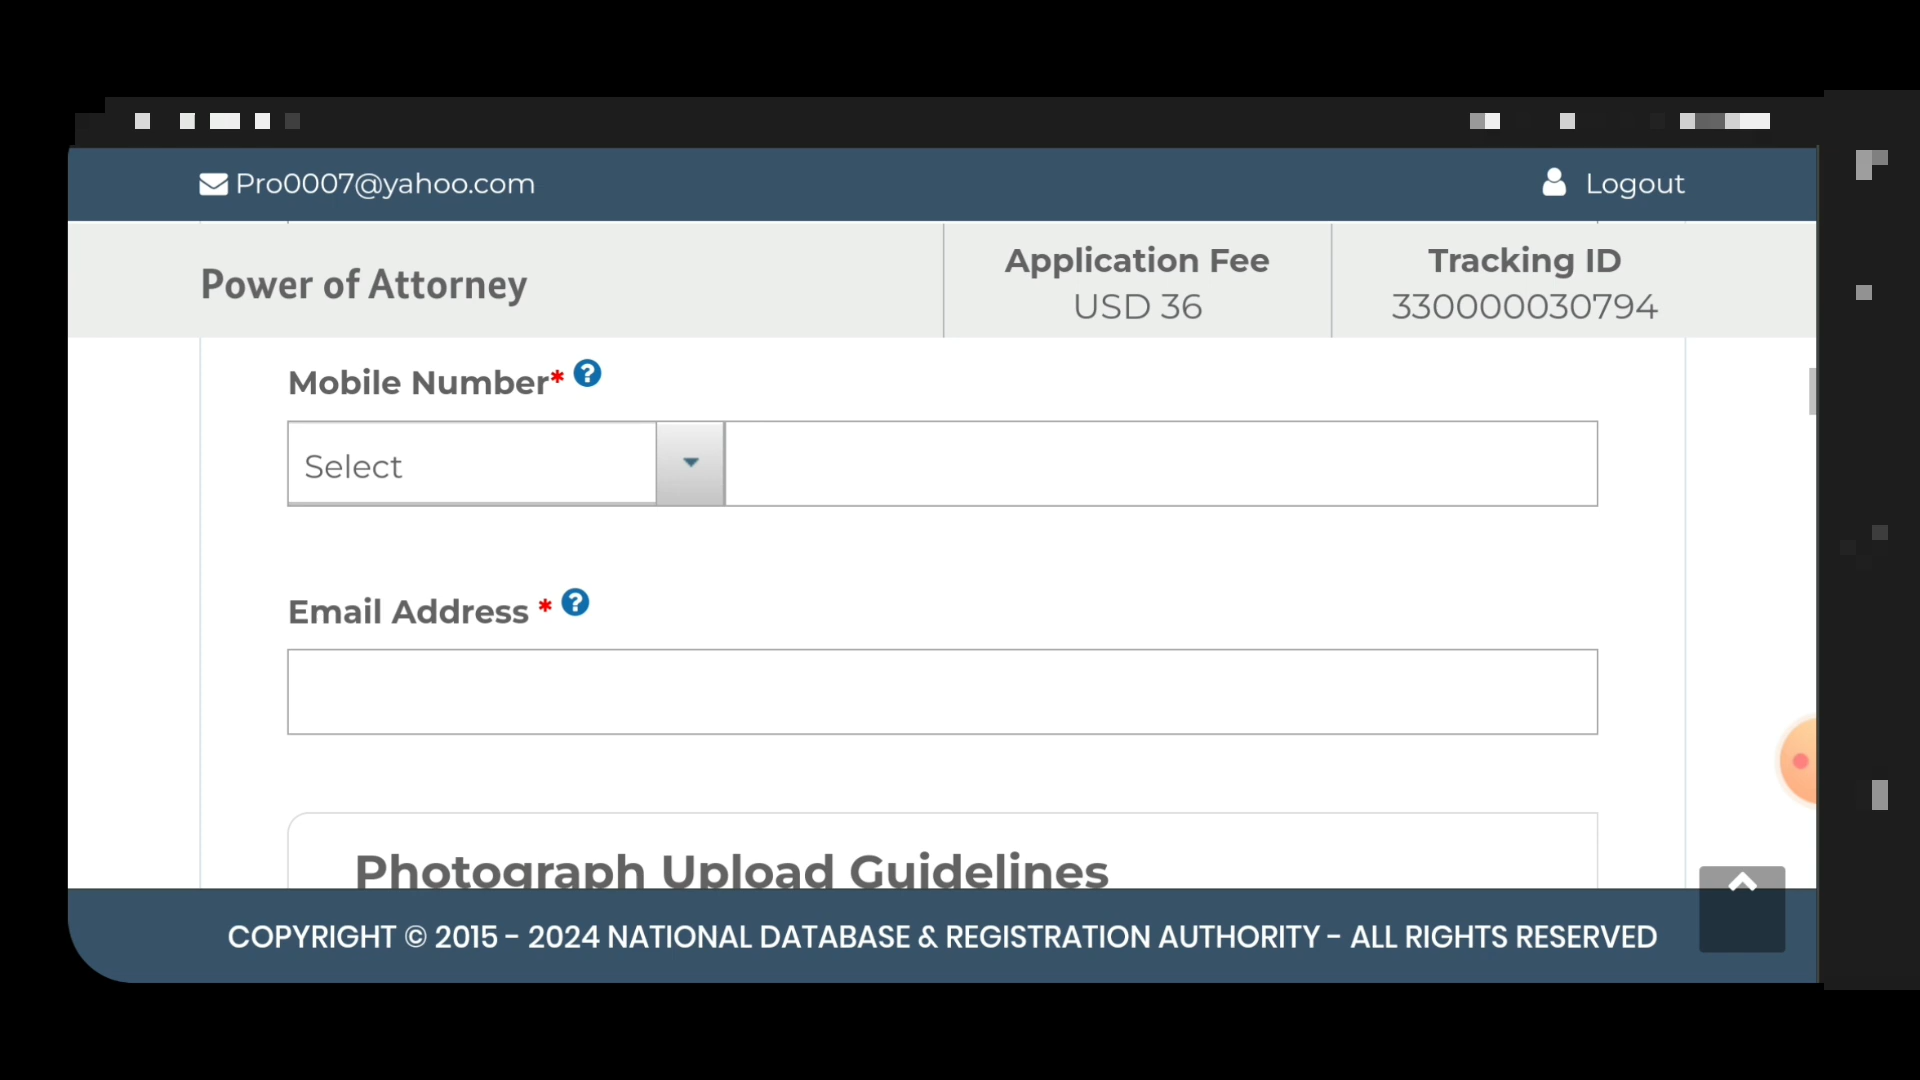 Pro0007@yahoo.com
Logout
Power of Attorney
Application Fee
USD 36
Tracking ID
330000030794
Mobile Number*
Select
Email Address *
Photograph Upload Guidelines
COPYRIGHT © 2015 - 2024 NATIONAL DATABASE & REGISTRATION AUTHORITY - ALL RIGHTS RESERVED